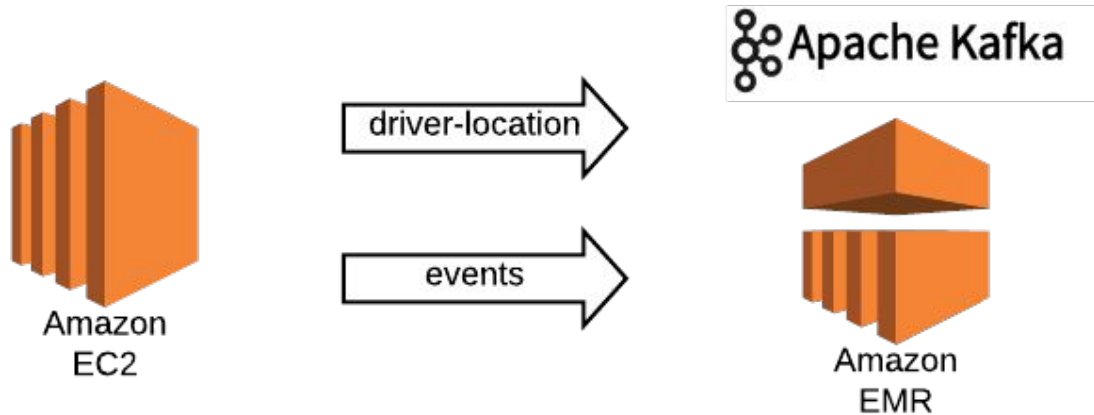 Apache Kafka
driver-location
events
Amazon
EC2
Amazon
EMR